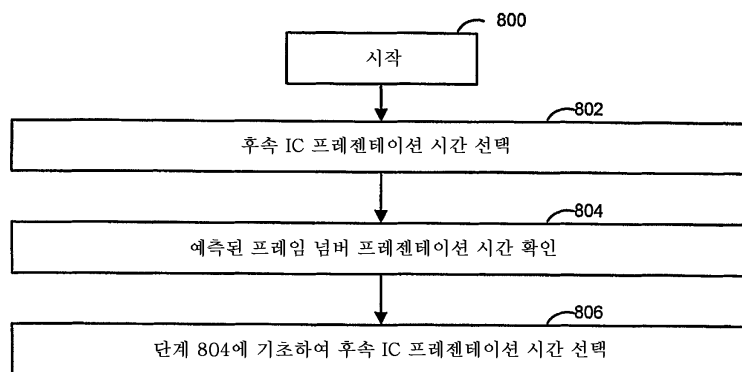 800
시작
802
후속 IC 프레젠테이션 시간 선택
804
예측된 프레임 넘버 프레젠테이션 시간 확인
806
단계 804에 기초하여 후속 IC 프레젠테이션 시간 선택